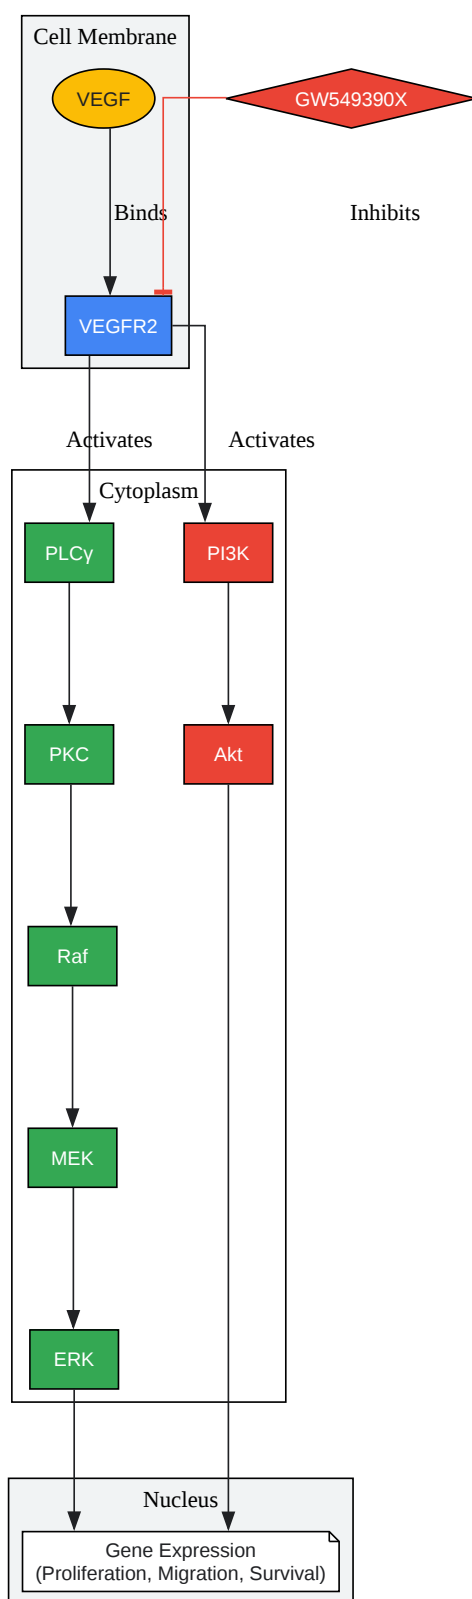 Cell Membrane
VEGF
GW549390X
Binds
Inhibits
VEGFR2
Activates
Activates
Cytoplasm
PLCγ
PI3K
PKC
Akt
Raf
MEK
ERK
Nucleus
Gene Expression
(Proliferation, Migration, Survival)